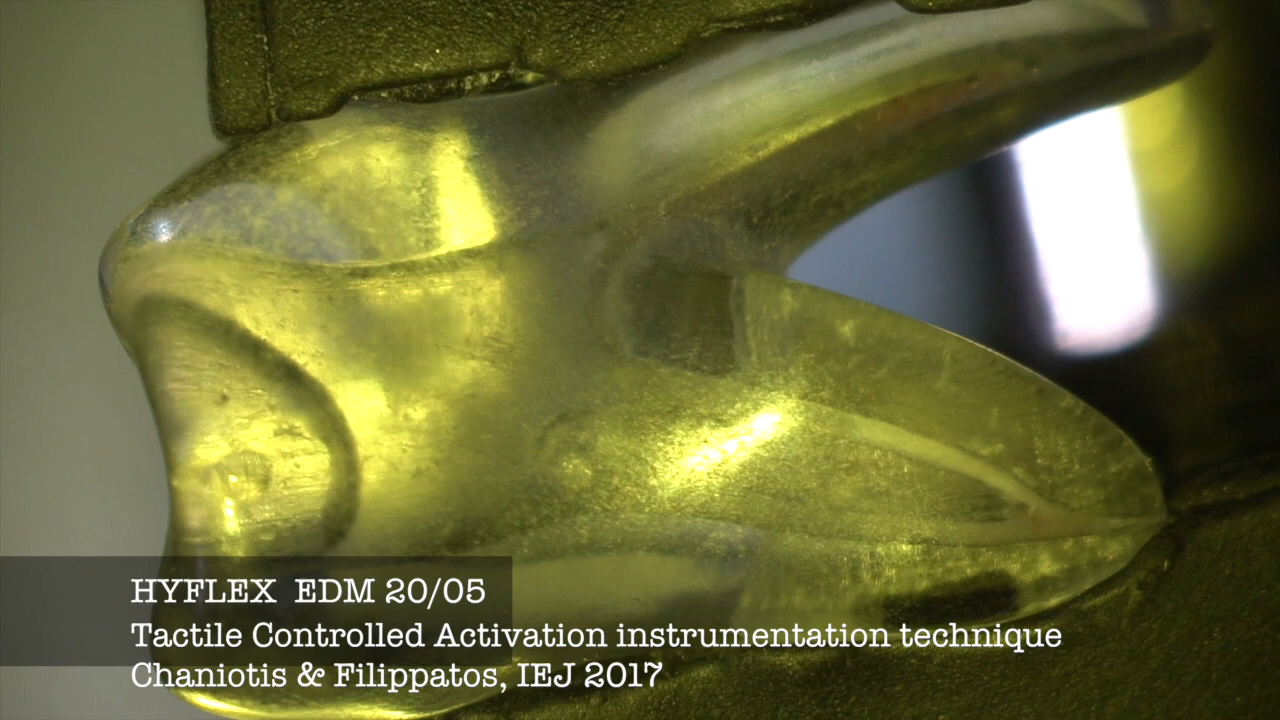 HYFLEX EDM 20/05
Tactile Controlled Activation instrumentation technique
Chaniotis & Filippatos, IEJ 2017